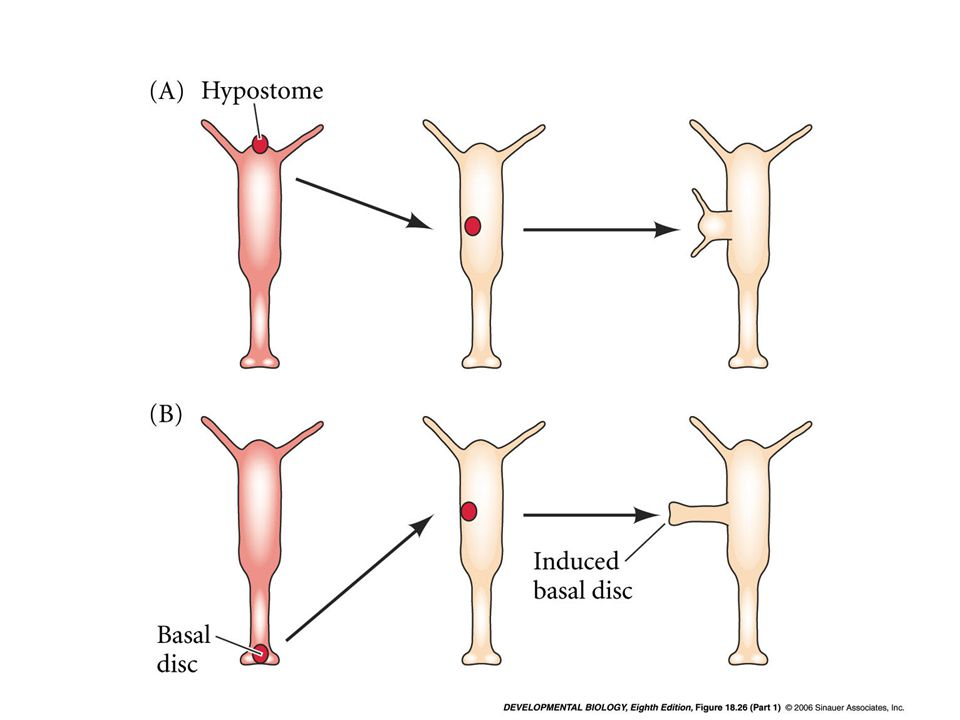 (A) Hypostome
(B)
Induced
basal disc
Basal
disc
DEVELOPMENTAL BIOLOGY, Eighth Edition, Figure 18.26 (Part 1) © 2006 Sinauer Associates, Inc.